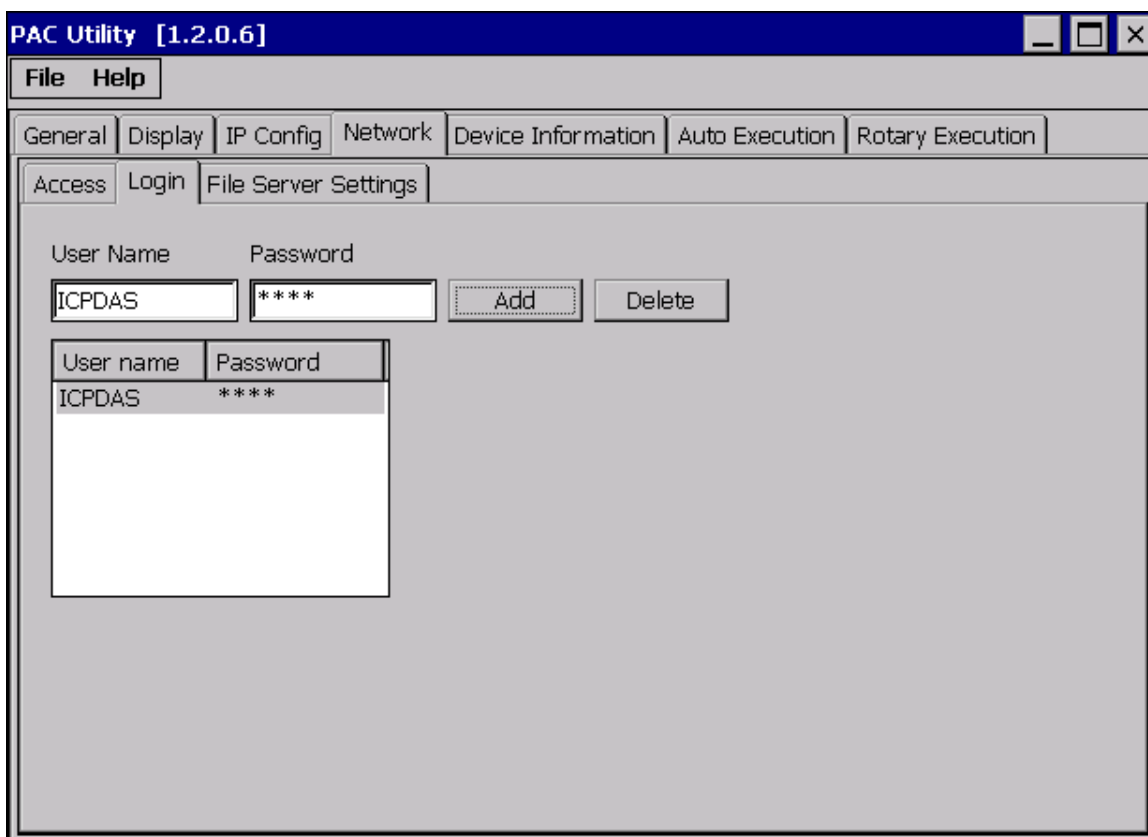 PAC Utility [1.2.0.6]
File Help
General Display IP Config Network Device Information Auto Execution Rotary Execution
Access Login File Server Settings
User Name Password
ICPDAS **** Add Delete
User name Password
ICPDAS ****